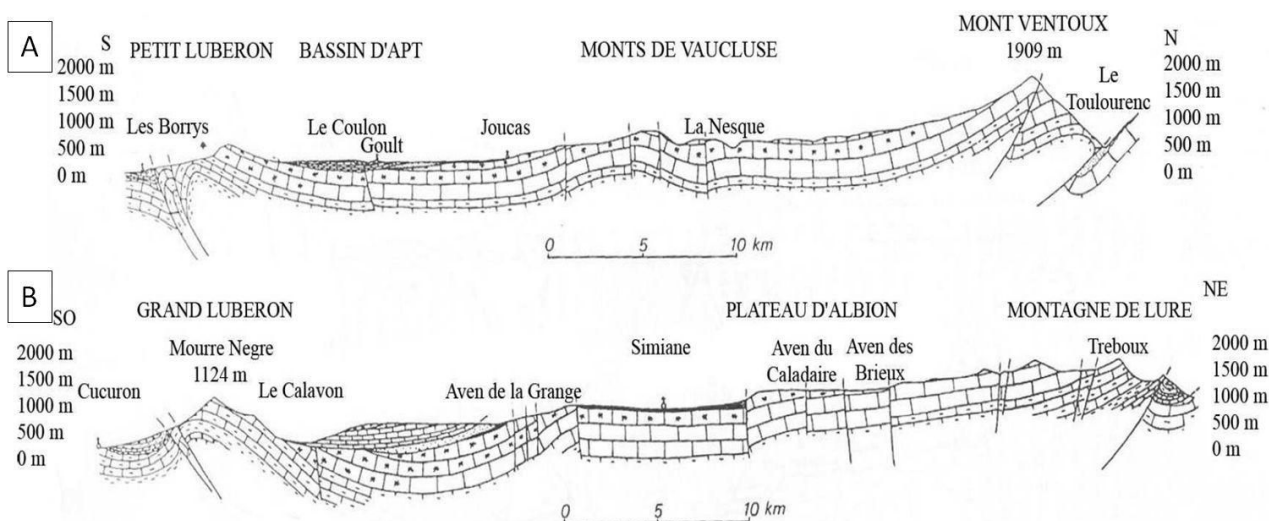 A
S
PETIT LUBERON BASSIN D'APT MONTS DE VAUCLUSE MONT VENTOUX N
1909 m
2000 m 2000 m
1500 m 1500 m
1000 m 1000 m
500 m 500 m
0 m 0 m
Les Borrys Le Coulon Joucas La Nesque Le
Goult Toulourenc
0 5 10 km
B
SO GRAND LUBERON PLATEAU D'ALBION MONTAGNE DE LURE NE
2000 m Mourre Negre Simiane Aven du Aven des Treboux 2000 m
1500 m 1124 m Caladaire Brieux 1500 m
Cucuron Le Calavon Aven de la Grange
1000 m 1000 m
500 m 500 m
0 m 0 m
0 5 10 km